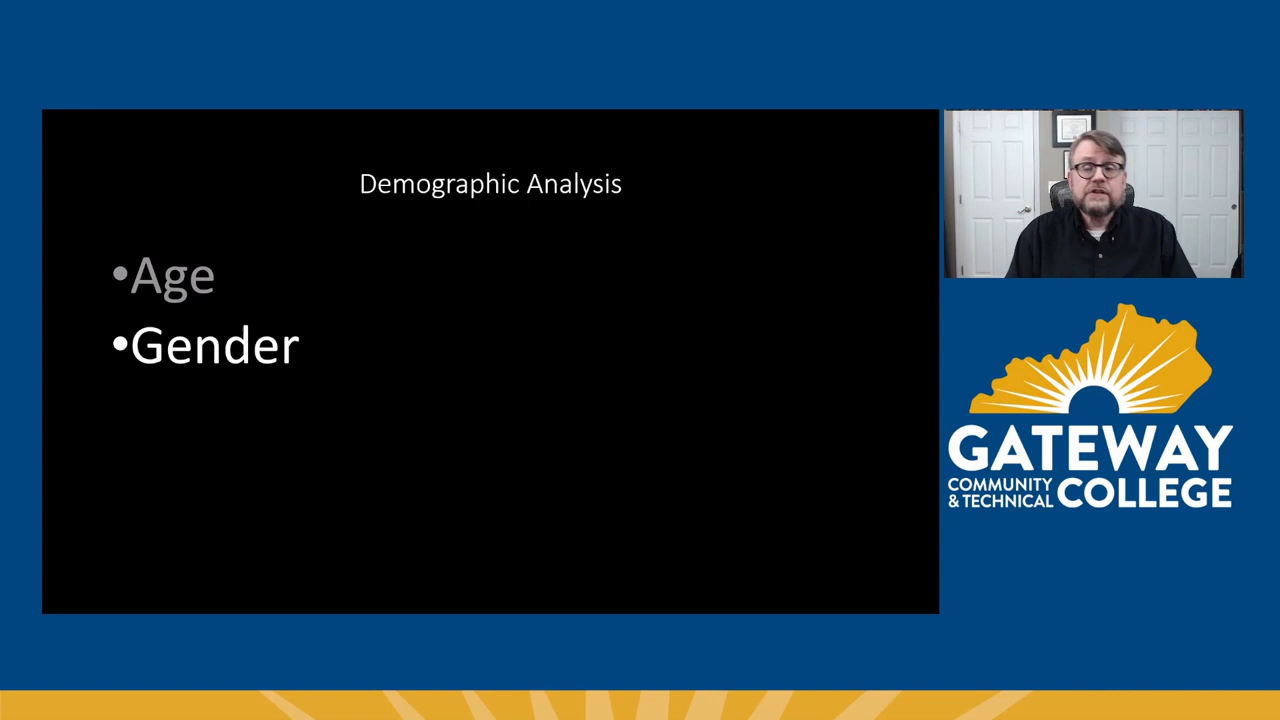 Demographic Analysis
•Age
•Gender
GATEWAY
COMMUNITY
& TECHNICAL
COLLEGE